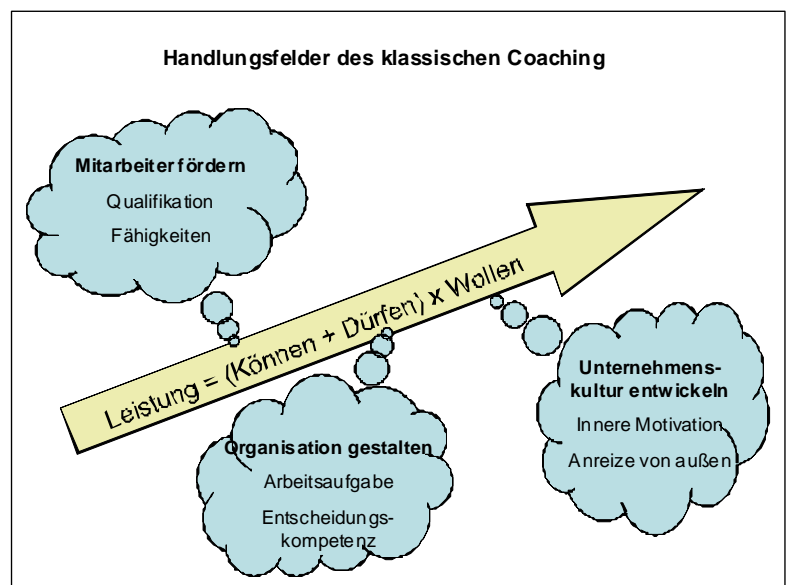 Handlungsfelder des klassischen Coaching
Mitarbeiter fördern
Qualifikation
Fähigkeiten
Leistung = (Können + Dürfen) x Wollen
Organisation gestalten
Arbeitsaufgabe
Entscheidungs-
kompetenz
Unternehmens-
kultur entwickeln
Innere Motivation
Anreize von außen